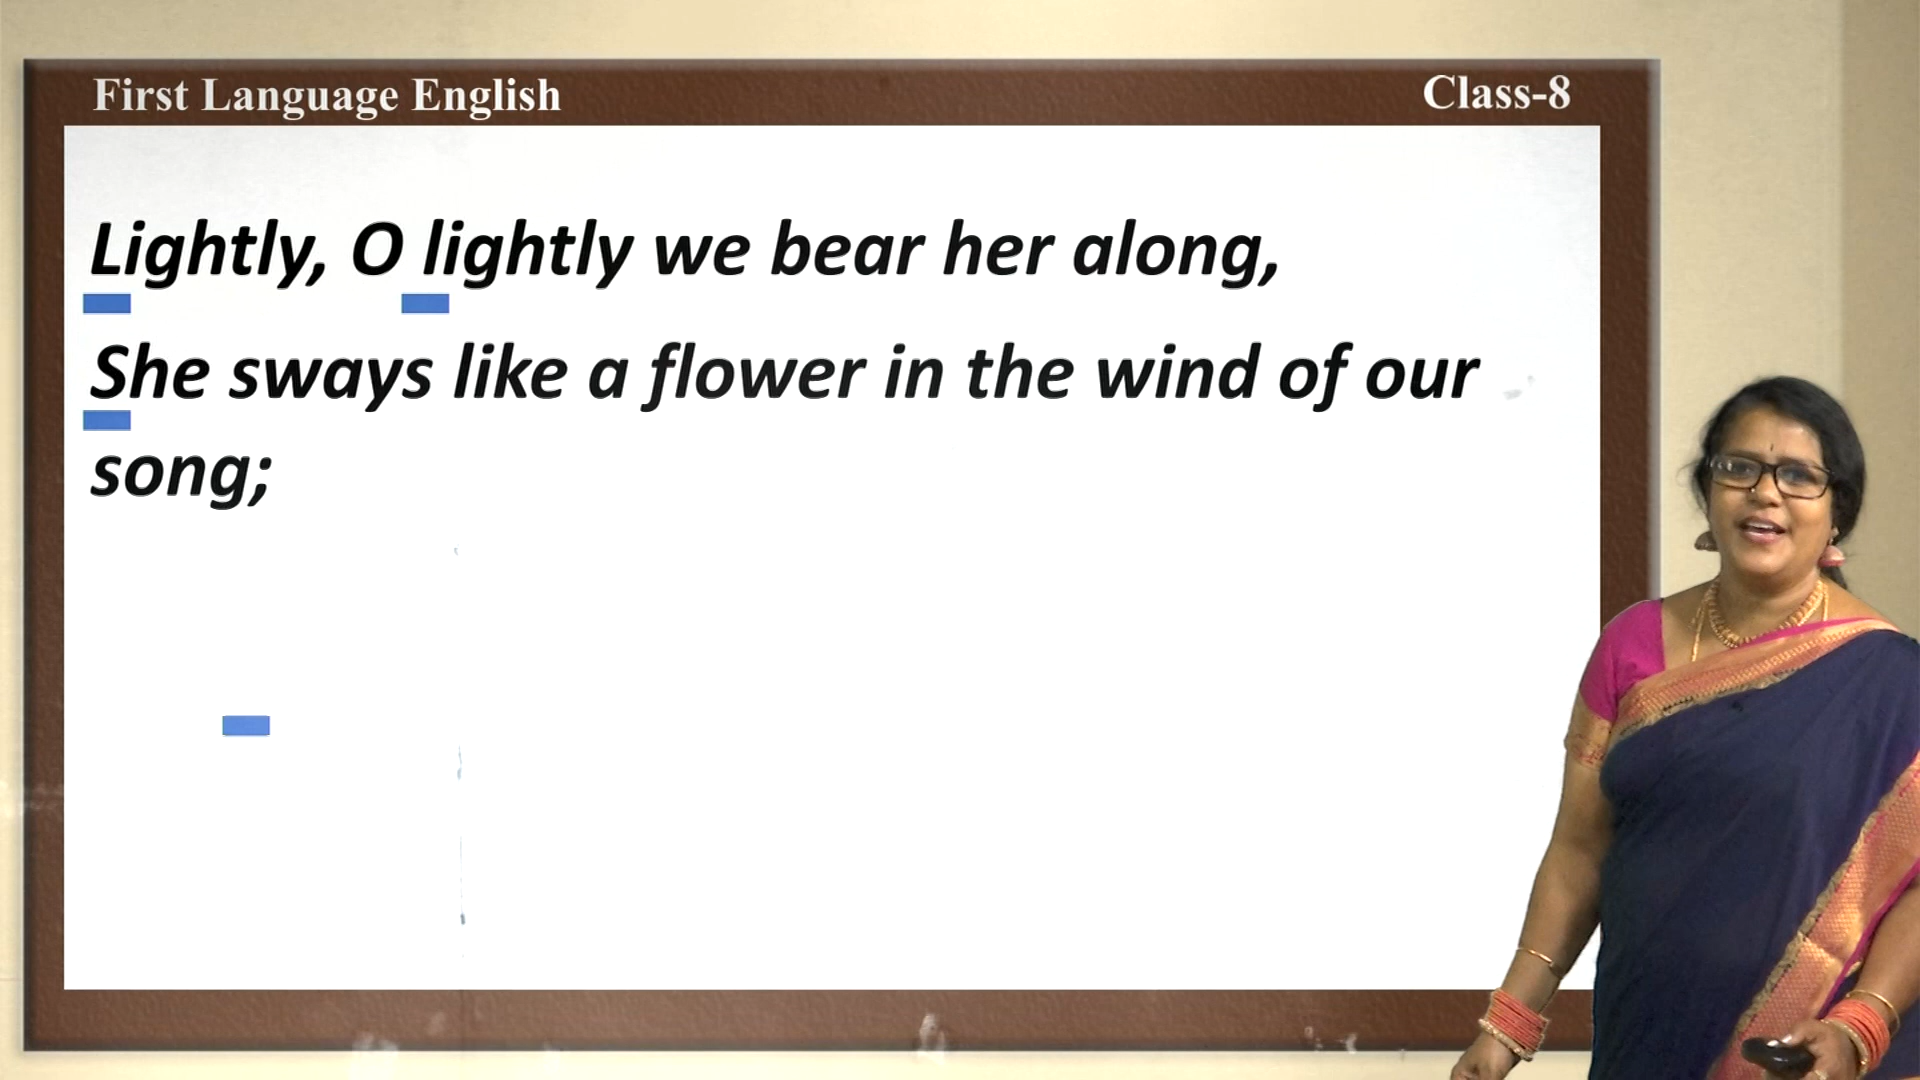 First Language English
Class-8
Lightly, O lightly we bear her along,
She sways like a flower in the wind of our
song;